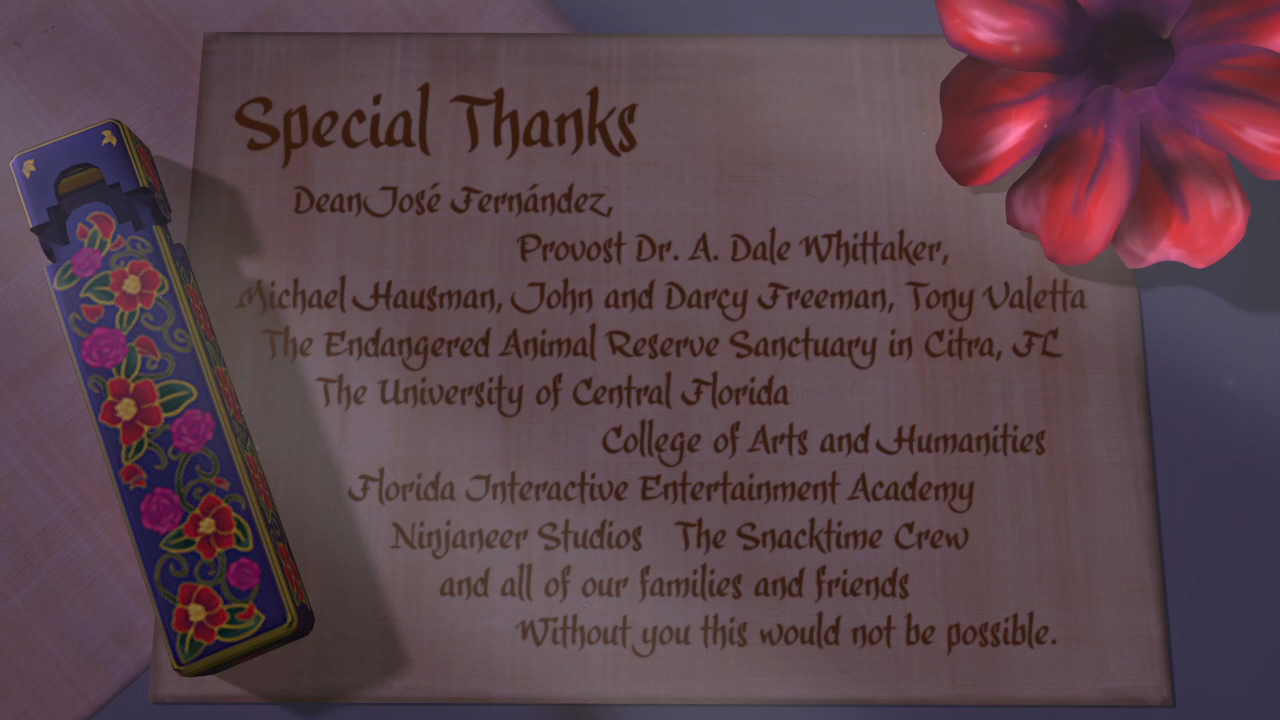 Special Thanks
Dean José Fernández,
Provost Dr. A. Dale Whittaker,
Michael Hausman, John and Darcy Freeman, Tony Valetta
The Endangered Animal Reserve Sanctuary in Citra, FL
The University of Central Florida
College of Arts and Humanities
Florida Interactive Entertainment Academy
Ninjaneer Studios The Snacktime Crew
and all of our families and friends
Without you this would not be possible.